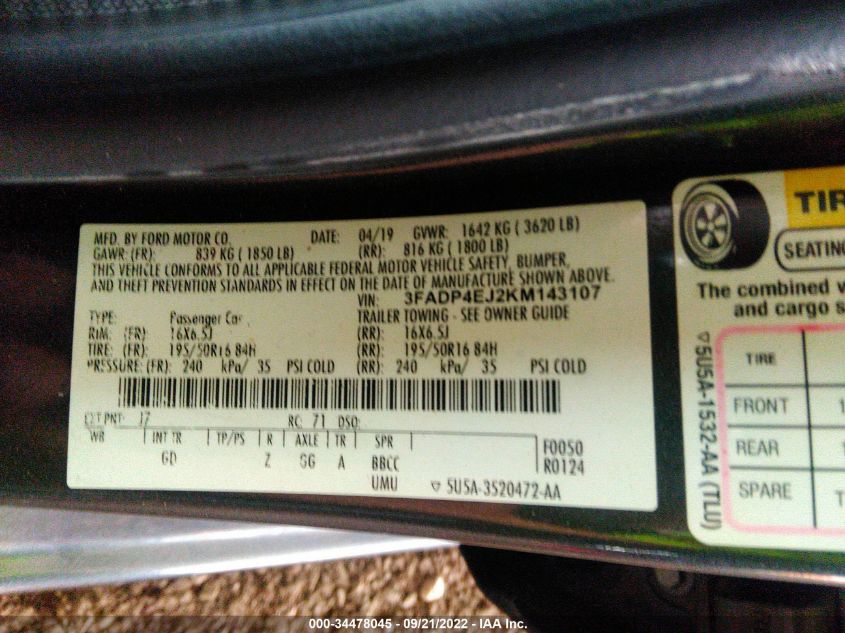 MFD. BY FORD MOTOR CO. DATE: 04/19 GVWR: 1642 KG ( 3620 LB)
GAWR: (FR): 839 KG ( 1850 LB) (RR): 816 KG ( 1800 LB)
THIS VEHICLE CONFORMS TO ALL APPLICABLE FEDERAL MOTOR VEHICLE SAFETY, BUMPER,
AND THEFT PREVENTION STANDARDS IN EFFECT ON THE DATE OF MANUFACTURE SHOWN ABOVE.
VIN: 3FADP4EJ2KM143107
TYPE: Passenger Car TRAILER TOWING - SEE OWNER GUIDE
RIM: (FR) 16X6.5J (RR): 16X6.5J
TIRE: (FR): 195/50R16 84H (RR): 195/50R16 84H
PRESSURE: (FR): 240 kPa/ 35 PSI COLD (RR): 240 kPa/ 35 PSI COLD
EXT PNT: J7 RC: 71 DSO:
WB INT TR TP/PS R AXLE TR SPR F0050
GD Z GG A BBCC R0124
UMU ▽ 5U5A-3520472-AA
TIR
SEATING
The combined w
and cargo s
▽5U5A-1532-AA (TLU)
TIRE
FRONT 1
REAR 1
SPARE T
000-34478045 - 09/21/2022 - IAA Inc.